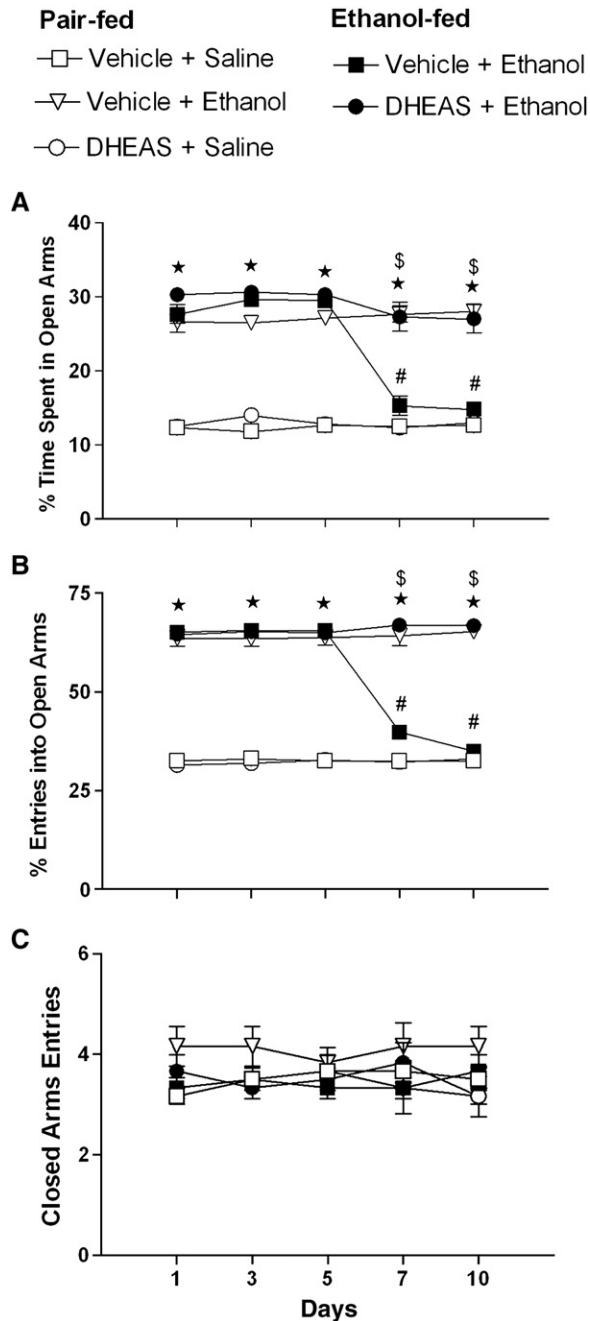 Pair-fed
Vehicle + Saline
Vehicle + Ethanol
DHEAS + Saline
Ethanol-fed
Vehicle + Ethanol
DHEAS + Ethanol
A
% Time Spent in Open Arms
40
30
20
10
0
★ ★ ★ ★ ★
$ $
# #
B
% Entries into Open Arms
75
50
25
0
★ ★ ★ ★ ★
$ $
# #
C
Closed Arms Entries
6
4
2
0
1 3 5 7 10
Days